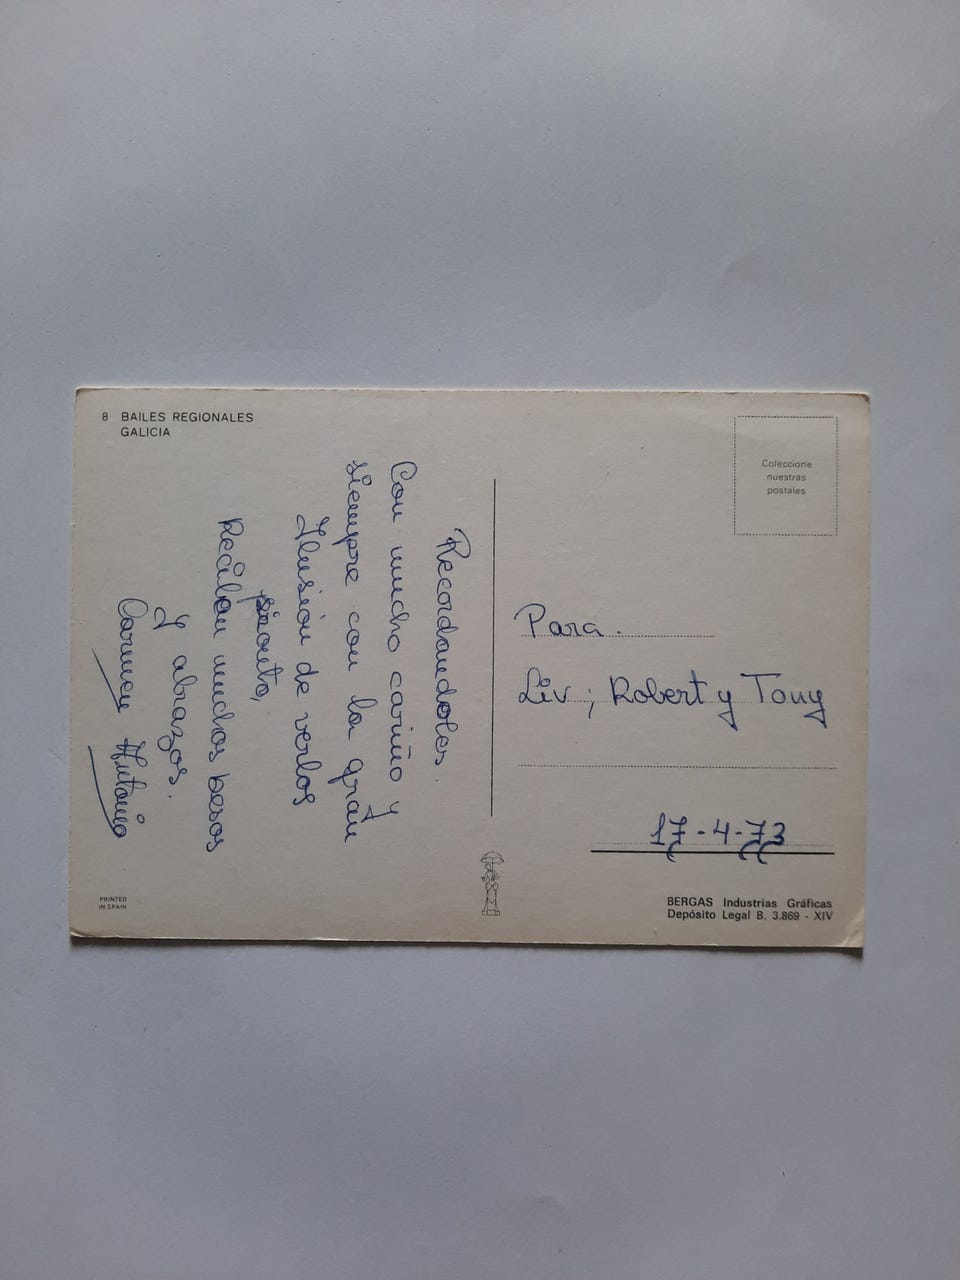 8 BAILES REGIONALES
GALICIA
Recordandoles.
Con mucho cariño y
siempre con la gran
Ilusión de verlos
pronto,
Reciban muchos besos
y abazos.
Carmen Antonio
PRINTED
IN SPAIN
Coleccione
nuestras
postales
Para.
Liv; Robert y Tony
17-4-73
BERGAS Industrias Gráficas
Depósito Legal B. 3.869 - XIV